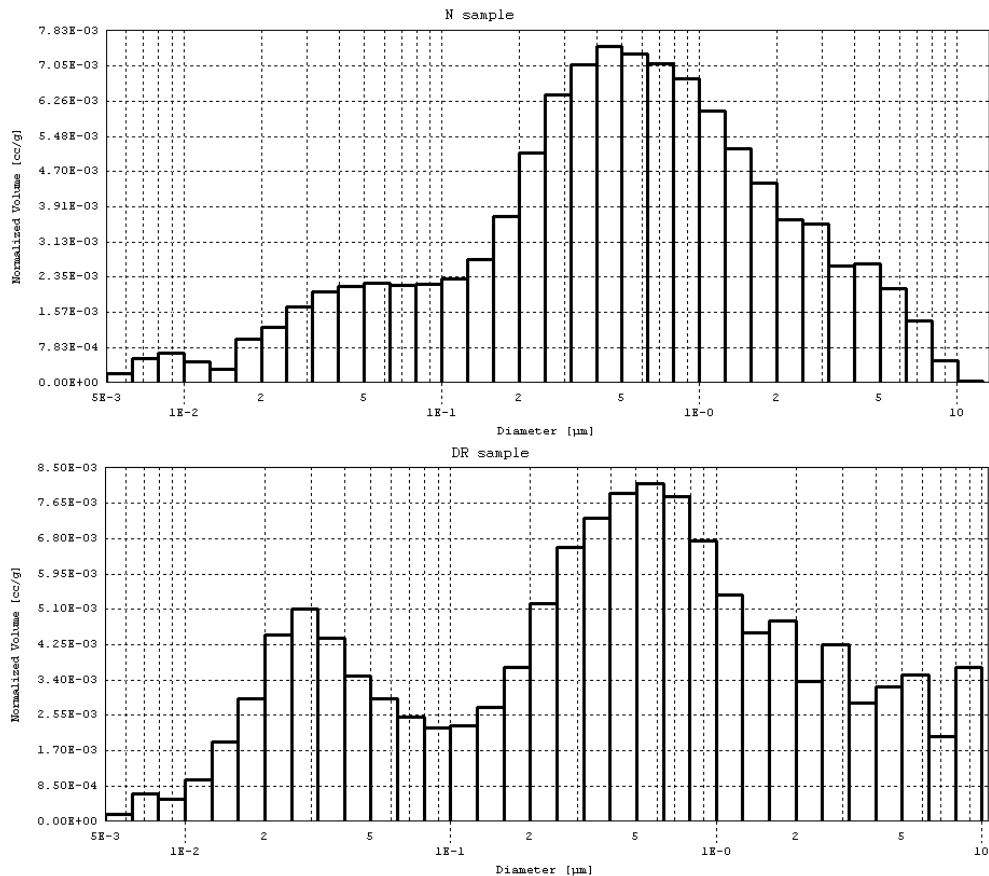 N sample
7.83E-03
7.05E-03
6.26E-03
5.48E-03
4.70E-03
3.91E-03
3.13E-03
2.35E-03
1.57E-03
7.83E-04
0.00E+00
Normalized Volume [cc/g]
5E-3 2 5 2 5 2 5 10
1E-2 1E-1 1E-0
Diameter [µm]
DR sample
8.50E-03
7.65E-03
6.80E-03
5.95E-03
5.10E-03
4.25E-03
3.40E-03
2.55E-03
1.70E-03
8.50E-04
0.00E+00
Normalized Volume [cc/g]
5E-3 2 5 2 5 2 5
1E-2 1E-1 1E-0 10
Diameter [µm]